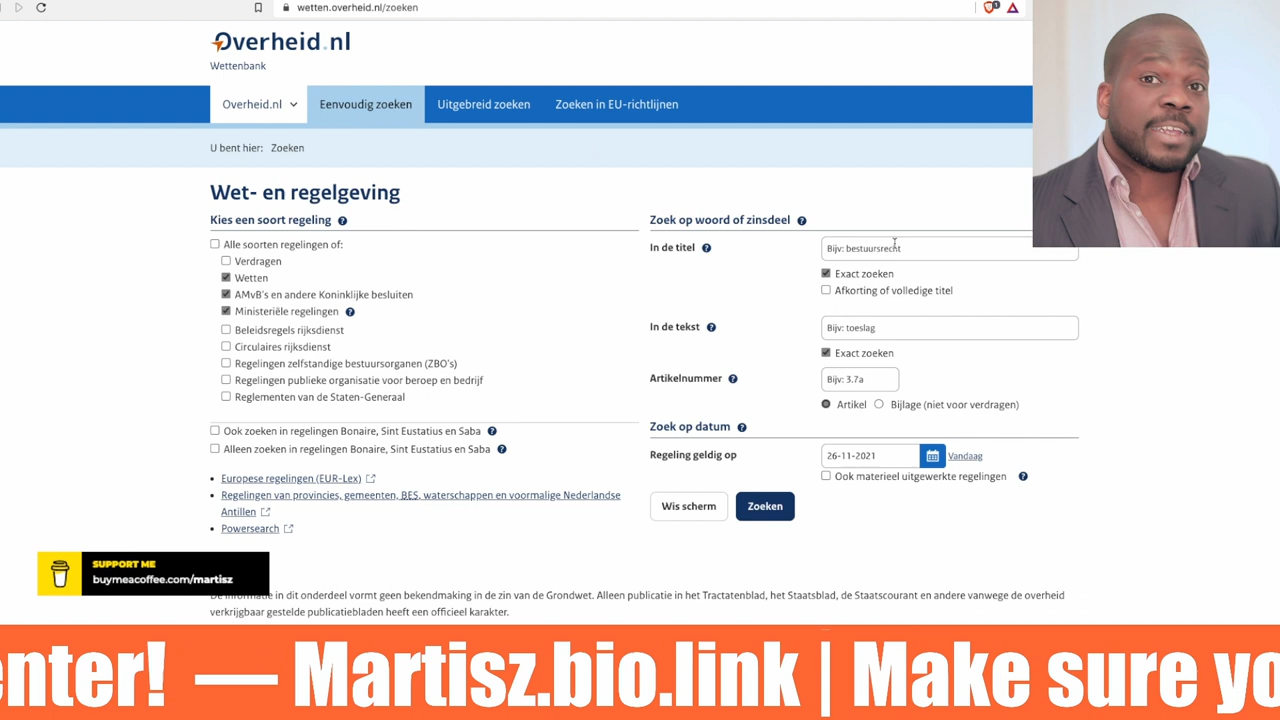 wetten.overheid.nl/zoeken
1
Overheid.nl
Wettenbank
Overheid.nl
Eenvoudig zoeken
Uitgebreid zoeken
Zoeken in EU-richtlijnen
U bent hier: Zoeken
Wet- en regelgeving
Kies een soort regeling ?
Alle soorten regelingen of:
Verdragen
Wetten
AMvB's en andere Koninklijke besluiten
Ministeriële regelingen ?
Beleidsregels rijksdienst
Circulaires rijksdienst
Regelingen zelfstandige bestuursorganen (ZBO's)
Regelingen publieke organisatie voor beroep en bedrijf
Reglementen van de Staten-Generaal
Ook zoeken in regelingen Bonaire, Sint Eustatius en Saba ?
Alleen zoeken in regelingen Bonaire, Sint Eustatius en Saba ?
Europese regelingen (EUR-Lex)
Regelingen van provincies, gemeenten, BES, waterschappen en voormalige Nederlandse
Antillen
Powersearch
Zoek op woord of zinsdeel ?
In de titel ?
Bijv: bestuursrecht
Exact zoeken
Afkorting of volledige titel
In de tekst ?
Bijv: toeslag
Exact zoeken
Artikelnummer ?
Bijv: 3.7a
Artikel Bijlage (niet voor verdragen)
Zoek op datum ?
Regeling geldig op
26-11-2021
Vandaag
Ook materieel uitgewerkte regelingen ?
Wis scherm
Zoeken
SUPPORT ME
buymeacoffee.com/martisz
De informatie in dit onderdeel vormt geen bekendmaking in de zin van de Grondwet. Alleen publicatie in het Tractatenblad, het Staatsblad, de Staatscourant en andere vanwege de overheid
verkrijgbaar gestelde publicatiebladen heeft een officieel karakter.
enter! — Martisz.bio.link | Make sure yo